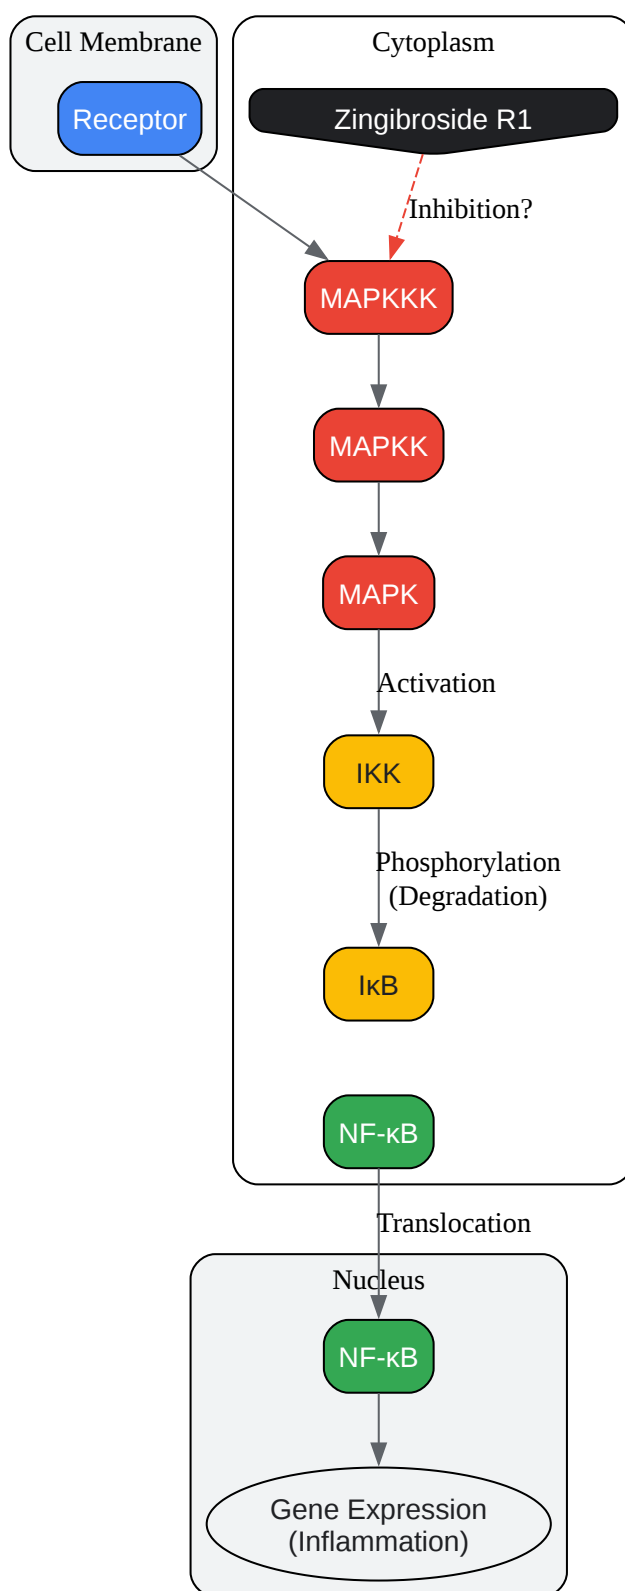 Cell Membrane
Cytoplasm
Receptor
Zingibroside R1
Inhibition?
MAPKKK
MAPKK
MAPK
Activation
IKK
Phosphorylation
(Degradation)
IκB
NF-κB
Translocation
Nucleus
NF-κB
Gene Expression
(Inflammation)